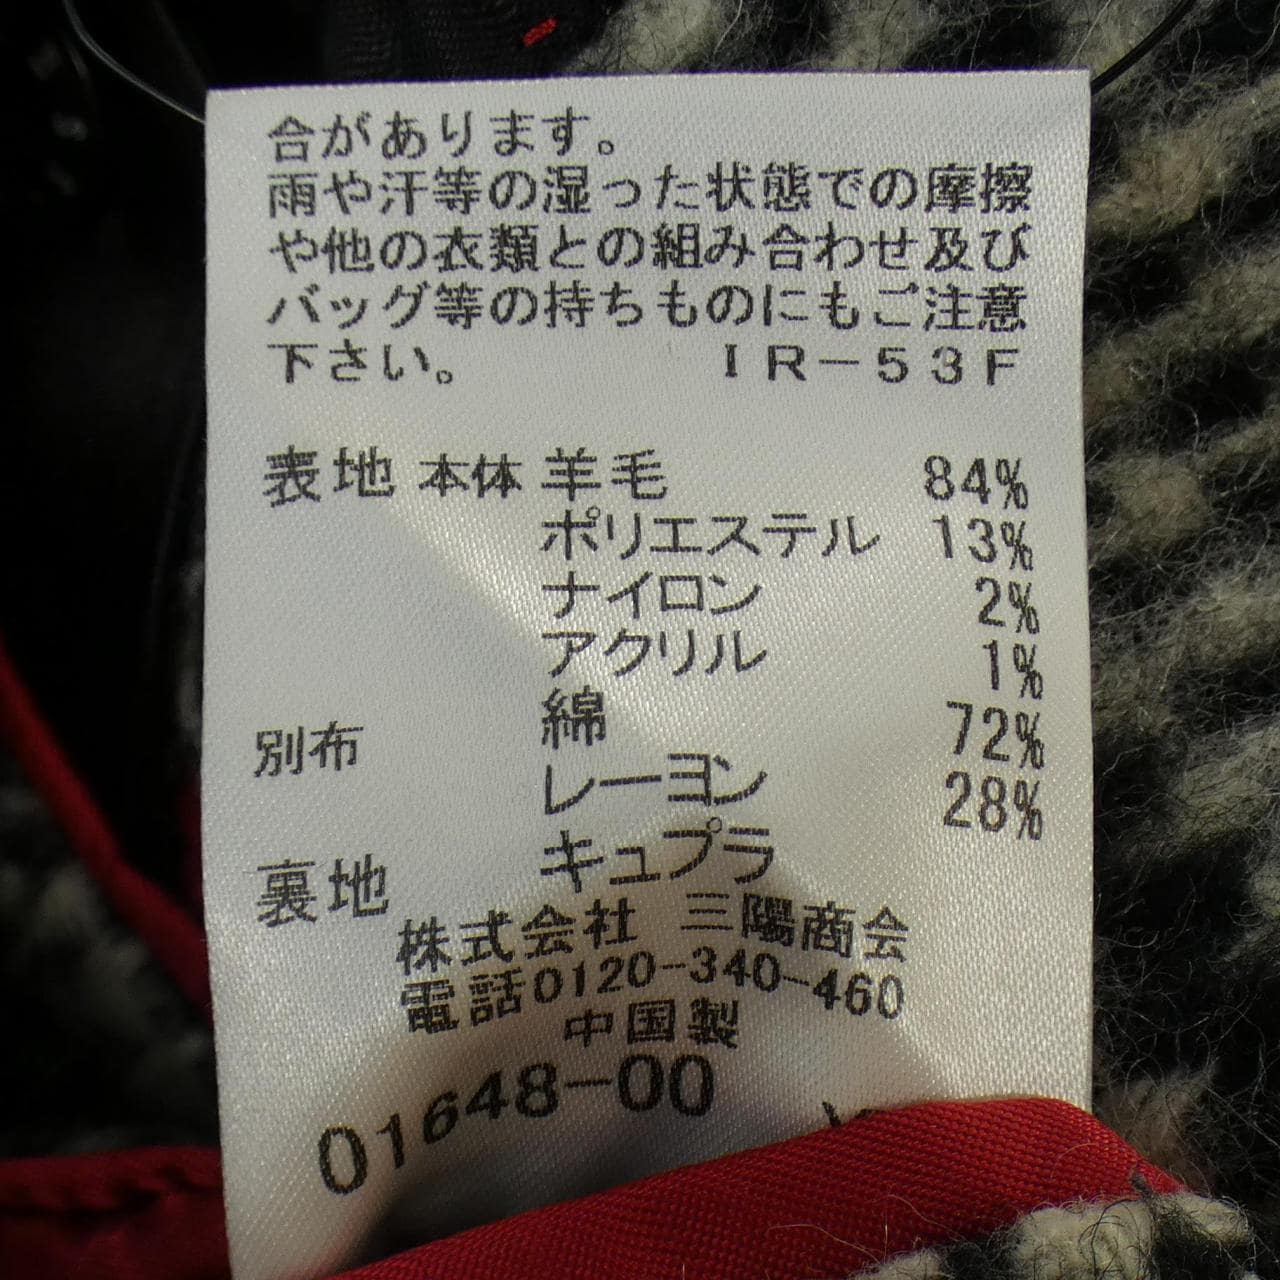 合があります。
雨や汗等の湿った状態での摩擦
や他の衣類との組み合わせ及び
バッグ等の持ちものにもご注意
下さい。 IR-53F
表地 本体 羊毛 84%
ポリエステル 13%
ナイロン 2%
アクリル 1%
別布 綿 72%
レーヨン 28%
裏地 キュプラ
株式会社 三陽商会
電話0120-340-460
中国製
01648-00